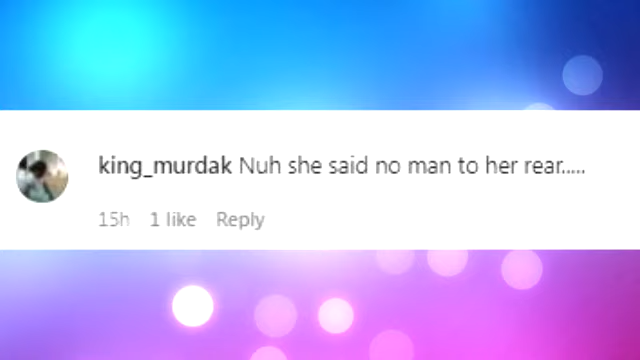 king_murdak Nuh she said no man to her rear.....
15h 1 like Reply